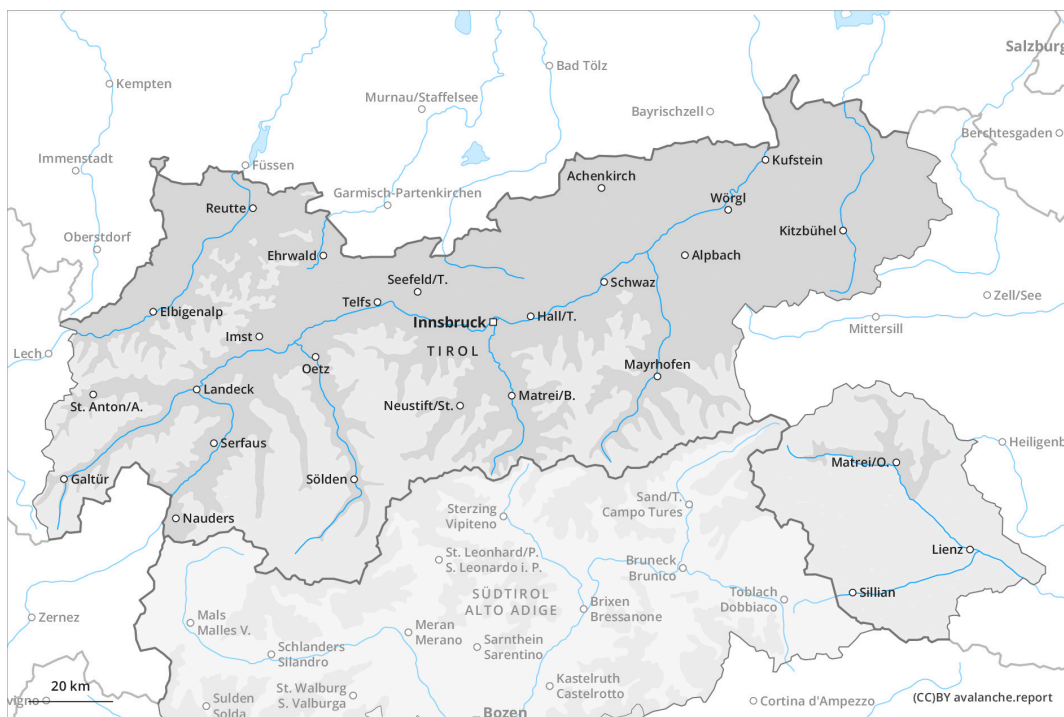 Salzburg
Kempten
Bad Tölz
Murnau/Staffelsee
Bayrischzell
Berchtesgaden
Immenstadt
Füssen
Kufstein
Garmisch-Partenkirchen
Achenkirch
Reutte
Wörgl
Oberstdorf
Kitzbühel
Ehrwald
Alpbach
Seefeld/T.
Schwaz
Zell/See
Telfs
Elbigenalp
Innsbruck
Hall/T.
Mittersill
Imst
TIROL
Lech
Oetz
Mayrhofen
Landeck
St. Anton/A.
Neustift/St.
Matrei/B.
Serfaus
Heiligenb
Matrei/O.
Galtür
Sölden
Sand/T.
Campo Tures
Sterzing
Vipiteno
Nauders
Lienz
St. Leonhard/P.
S. Leonardo i. P.
Bruneck
Brunico
SÜDTIROL
ALTO ADIGE
Sillian
Toblach
Dobbiaco
Brixen
Bressanone
Zernez
Mals
Malles V.
Meran
Merano
Sarnthein
Sarentino
Schlanders
Silandro
20 km
Kastelruth
Castelrotto
St. Walburg
S. Valburga
Sulden
Solda
vigno
Cortina d'Ampezzo
(CC)BY avalanche.report
Bozen